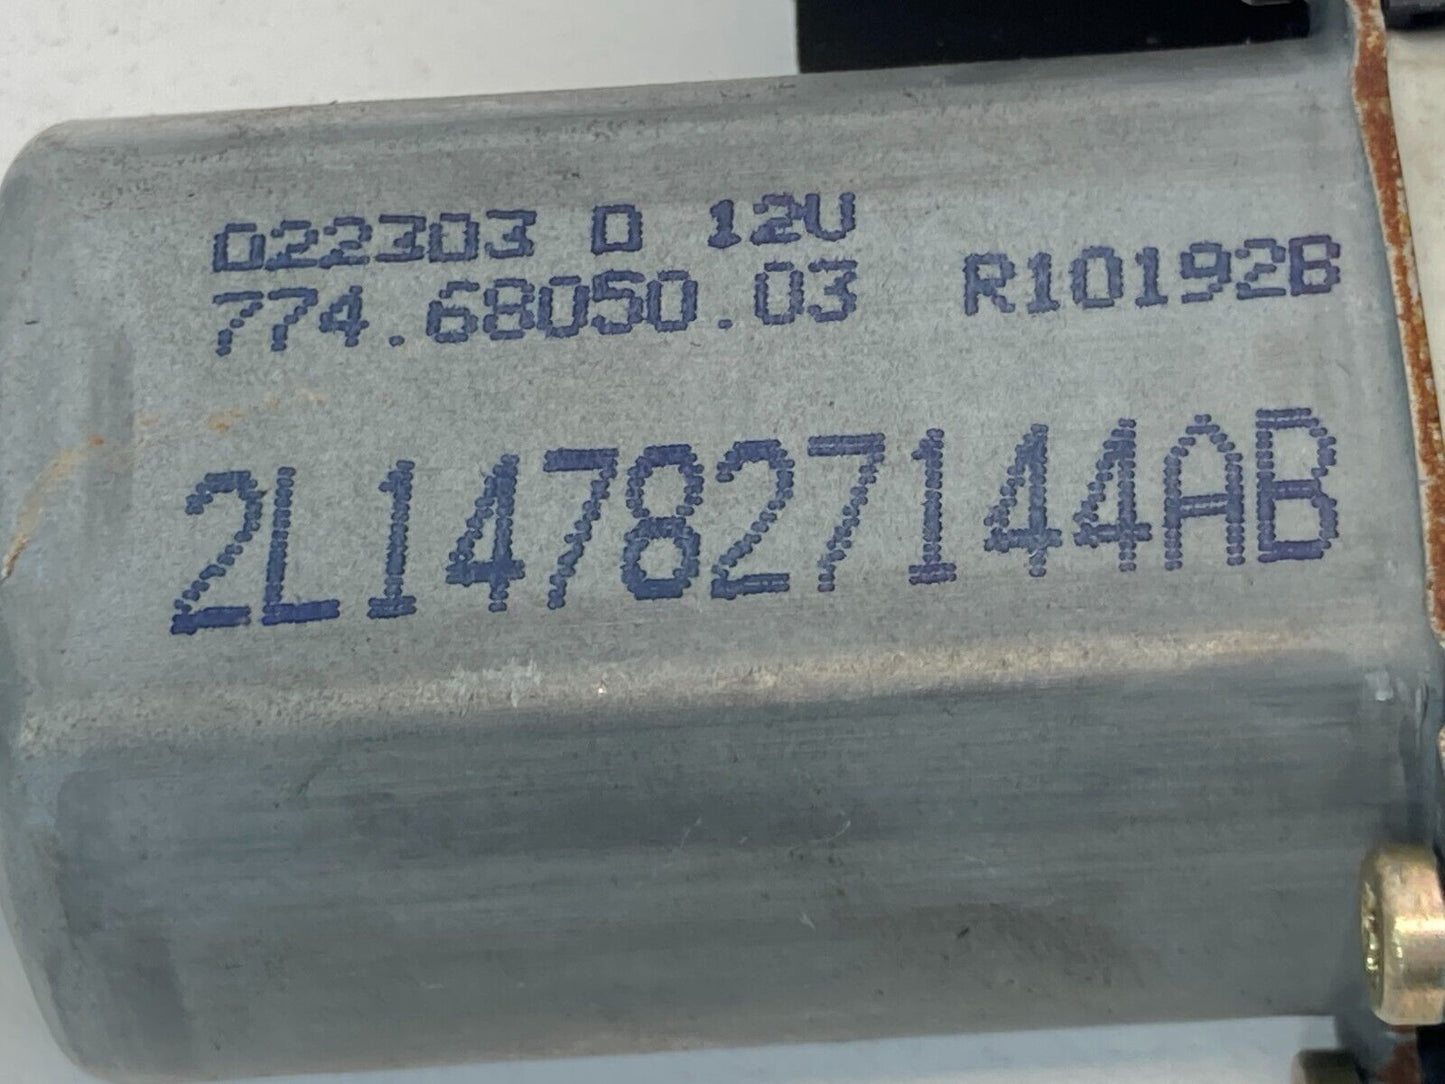 022303 D 12V
774.68050.03 R10192B
2L147827144AB